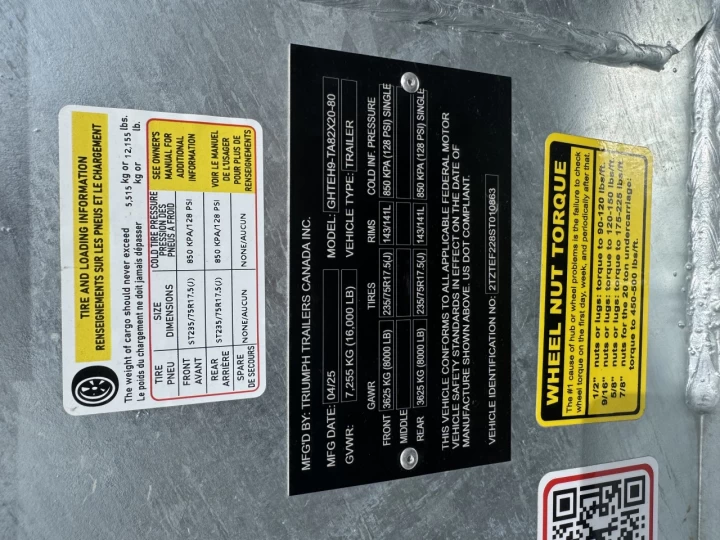 TIRE AND LOADING INFORMATION
RENSEIGNEMENTS SUR LES PNEUS ET LE CHARGEMENT
The weight of cargo should never exceed 5,515 kg or 12,155 lbs.
Le poids du chargement ne doit jamais dépasser kg or lb.
TIRE SIZE COLD TIRE PRESSURE SEE OWNER'S
PNEU DIMENSIONS PRESSION DES PNEUS A FROID MANUAL FOR
FRONT ST235/75R17.5(J) 850 KPA/128 PSI ADDITIONAL
AVANT INFORMATION
REAR ST235/75R17.5(J) 850 KPA/128 PSI VOIR LE MANUEL
ARRIÈRE DE L'USAGER
SPARE NONE/AUCUN NONE/AUCUN POUR PLUS DE
DE SECOURS RENSEIGNEMENTS
MFG'D BY: TRIUMPH TRAILERS CANADA INC.
MFG DATE: 04/25 MODEL: GHTEH9-TA82X20-80
GVWR: 7,255 KG (16,000 LB) VEHICLE TYPE: TRAILER
GAWR TIRES RIMS COLD INF. PRESSURE
FRONT 3625 KG (8000 LB) 235/75R17.5(J) 143/141L 850 KPA (128 PSI) SINGLE
MIDDLE
REAR 3625 KG (8000 LB) 235/75R17.5(J) 143/141L 850 KPA (128 PSI) SINGLE
THIS VEHICLE CONFORMS TO ALL APPLICABLE FEDERAL MOTOR
VEHICLE SAFETY STANDARDS IN EFFECT ON THE DATE OF
MANUFACTURE SHOWN ABOVE. US DOT COMPLIANT.
VEHICLE IDENTIFICATION NO: 2TZ1EF228ST010863
WHEEL NUT TORQUE
The #1 cause of hub or wheel problems is the failure to check
wheel torque on the first day, week, and periodically after that.
1/2" nuts or lugs: torque to 90-120 lbs/ft.
9/16" nuts or lugs: torque to 120-150 lbs/ft.
5/8" nuts or lugs: torque to 175-225 lbs/ft.
7/8" nuts for the 20 ton undercarriage:
torque to 450-500 lbs/ft.